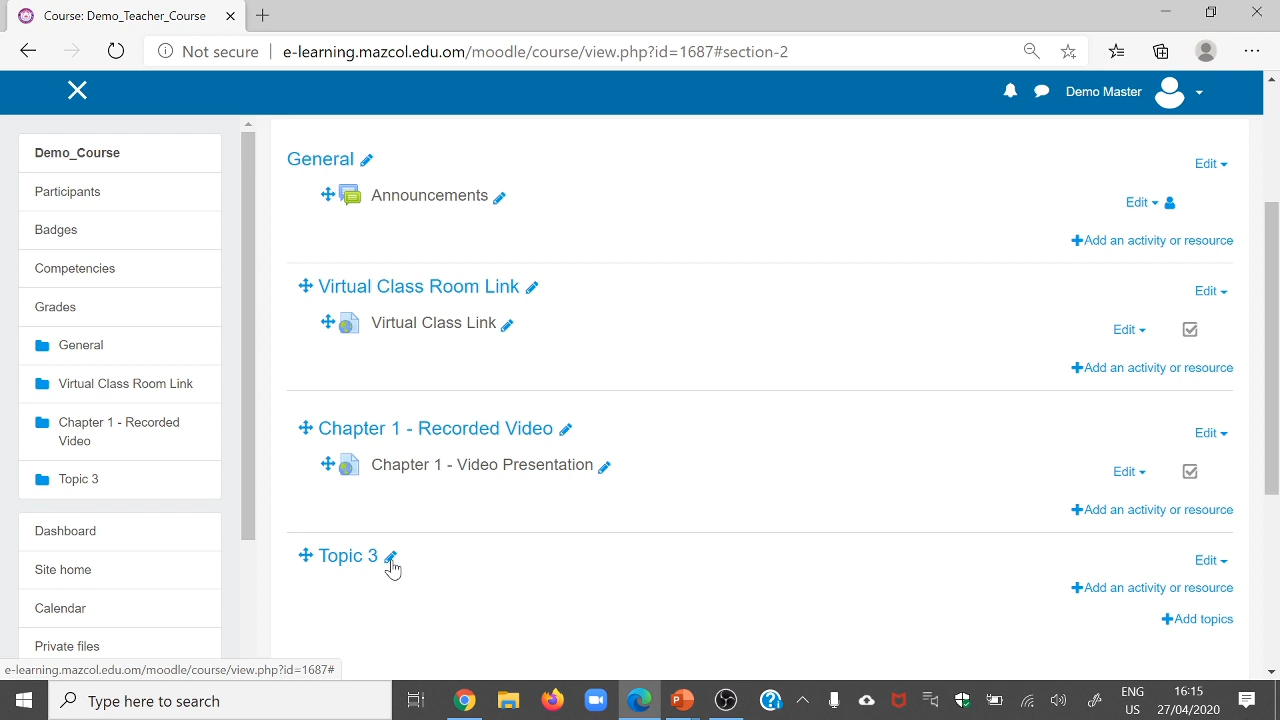 Course: Demo_Teacher_Course
Not secure | e-learning.mazcol.edu.om/moodle/course/view.php?id=1687#section-2
Demo Master
Demo_Course
Participants
Badges
Competencies
Grades
General
Virtual Class Room Link
Chapter 1 - Recorded
Video
Topic 3
Dashboard
Site home
Calendar
Private files
General
Edit
Announcements
Edit
Add an activity or resource
Virtual Class Room Link
Edit
Virtual Class Link
Edit
Add an activity or resource
Chapter 1 - Recorded Video
Edit
Chapter 1 - Video Presentation
Edit
Add an activity or resource
Topic 3
Edit
Add an activity or resource
Add topics
e-learning.mazcol.edu.om/moodle/course/view.php?id=1687#
Type here to search
ENG
US
16:15
27/04/2020